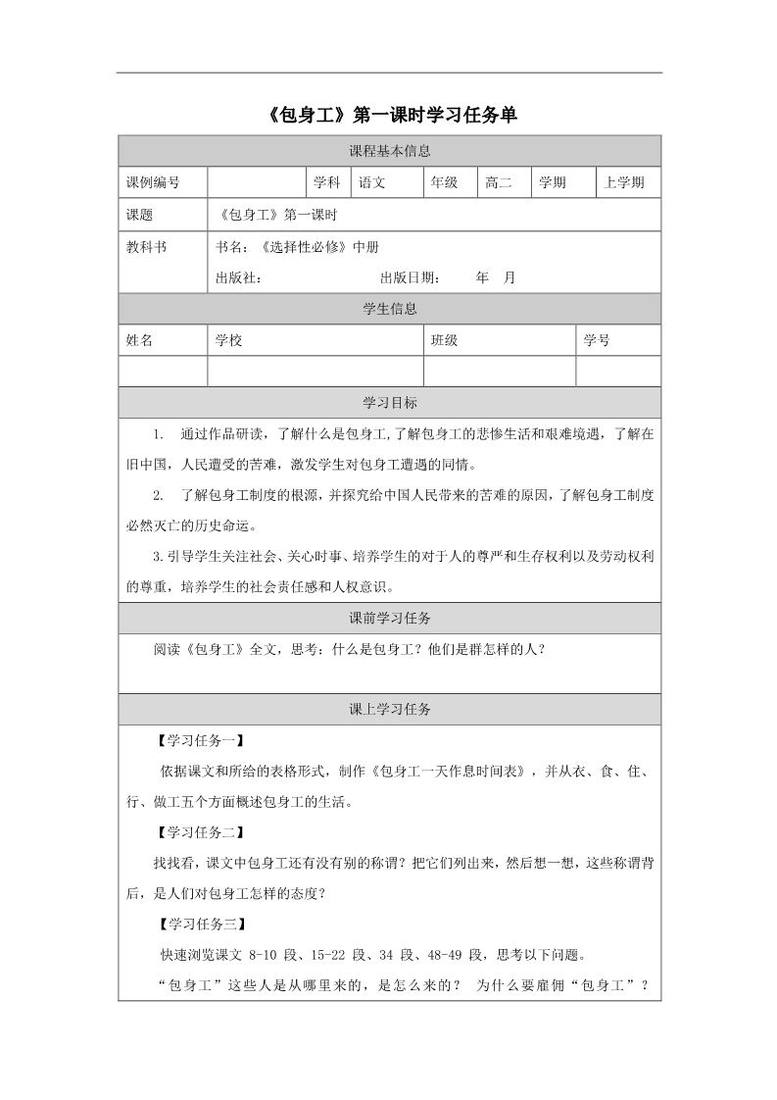 《包身工》第一课时学习任务单
课程基本信息
课例编号 学科 语文 年级 高二 学期 上学期
课题 《包身工》第一课时
教科书 书名：《选择性必修》中册
出版社： 出版日期： 年 月
学生信息
姓名 学校 班级 学号
学习目标
1. 通过作品研读，了解什么是包身工,了解包身工的悲惨生活和艰难境遇，了解在
旧中国，人民遭受的苦难，激发学生对包身工遭遇的同情。
2. 了解包身工制度的根源，并探究给中国人民带来的苦难的原因，了解包身工制度
必然灭亡的历史命运。
3.引导学生关注社会、关心时事、培养学生的对于人的尊严和生存权利以及劳动权利
的尊重，培养学生的社会责任感和人权意识。
课前学习任务
阅读《包身工》全文，思考：什么是包身工？他们是群怎样的人？
课上学习任务
【学习任务一】
依据课文和所给的表格形式，制作《包身工一天作息时间表》，并从衣、食、住、
行、做工五个方面概述包身工的生活。
【学习任务二】
找找看，课文中包身工还有没有别的称谓？把它们列出来，然后想一想，这些称谓背
后，是人们对包身工怎样的态度？
【学习任务三】
快速浏览课文 8-10 段、15-22 段、34 段、48-49 段，思考以下问题。
“包身工”这些人是从哪里来的，是怎么来的？ 为什么要雇佣“包身工”？